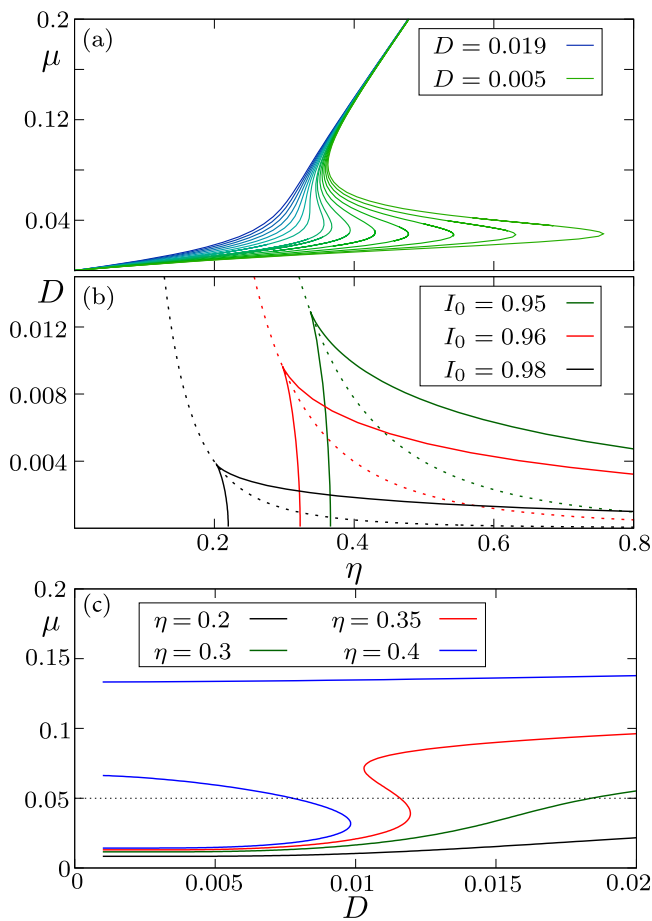 0.2
(a)
μ
D = 0.019
D = 0.005
0.12
0.04
D
(b)
I₀ = 0.95
0.012
I₀ = 0.96
0.008
I₀ = 0.98
0.004
0.2 0.4 0.6 0.8
η
0.2
(c)
μ
η = 0.2 η = 0.35
η = 0.3 η = 0.4
0.15
0.1
0.05
0
0 0.005 0.01 0.015 0.02
D